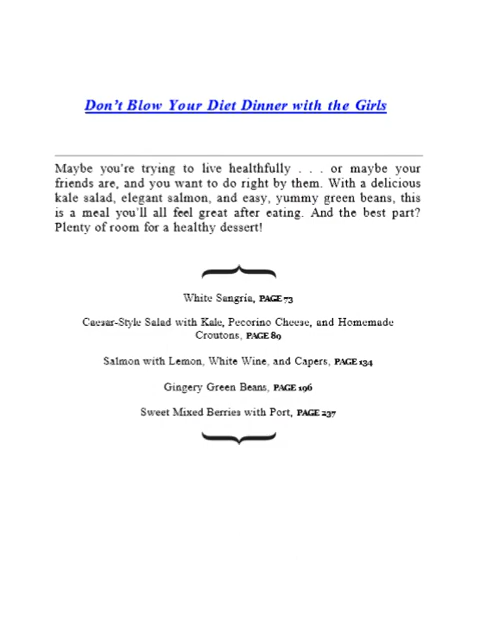 Don't Blow Your Diet Dinner with the Girls
Maybe you're trying to live healthfully . . . or maybe your
friends are, and you want to do right by them. With a delicious
kale salad, elegant salmon, and easy, yummy green beans, this
is a meal you'll all feel great after eating. And the best part?
Plenty of room for a healthy dessert!
White Sangria, PAGE 73
Caesar-Style Salad with Kale, Pecorino Cheese, and Homemade
Croutons, PAGE 89
Salmon with Lemon, White Wine, and Capers, PAGE 134
Gingery Green Beans, PAGE 196
Sweet Mixed Berries with Port, PAGE 237